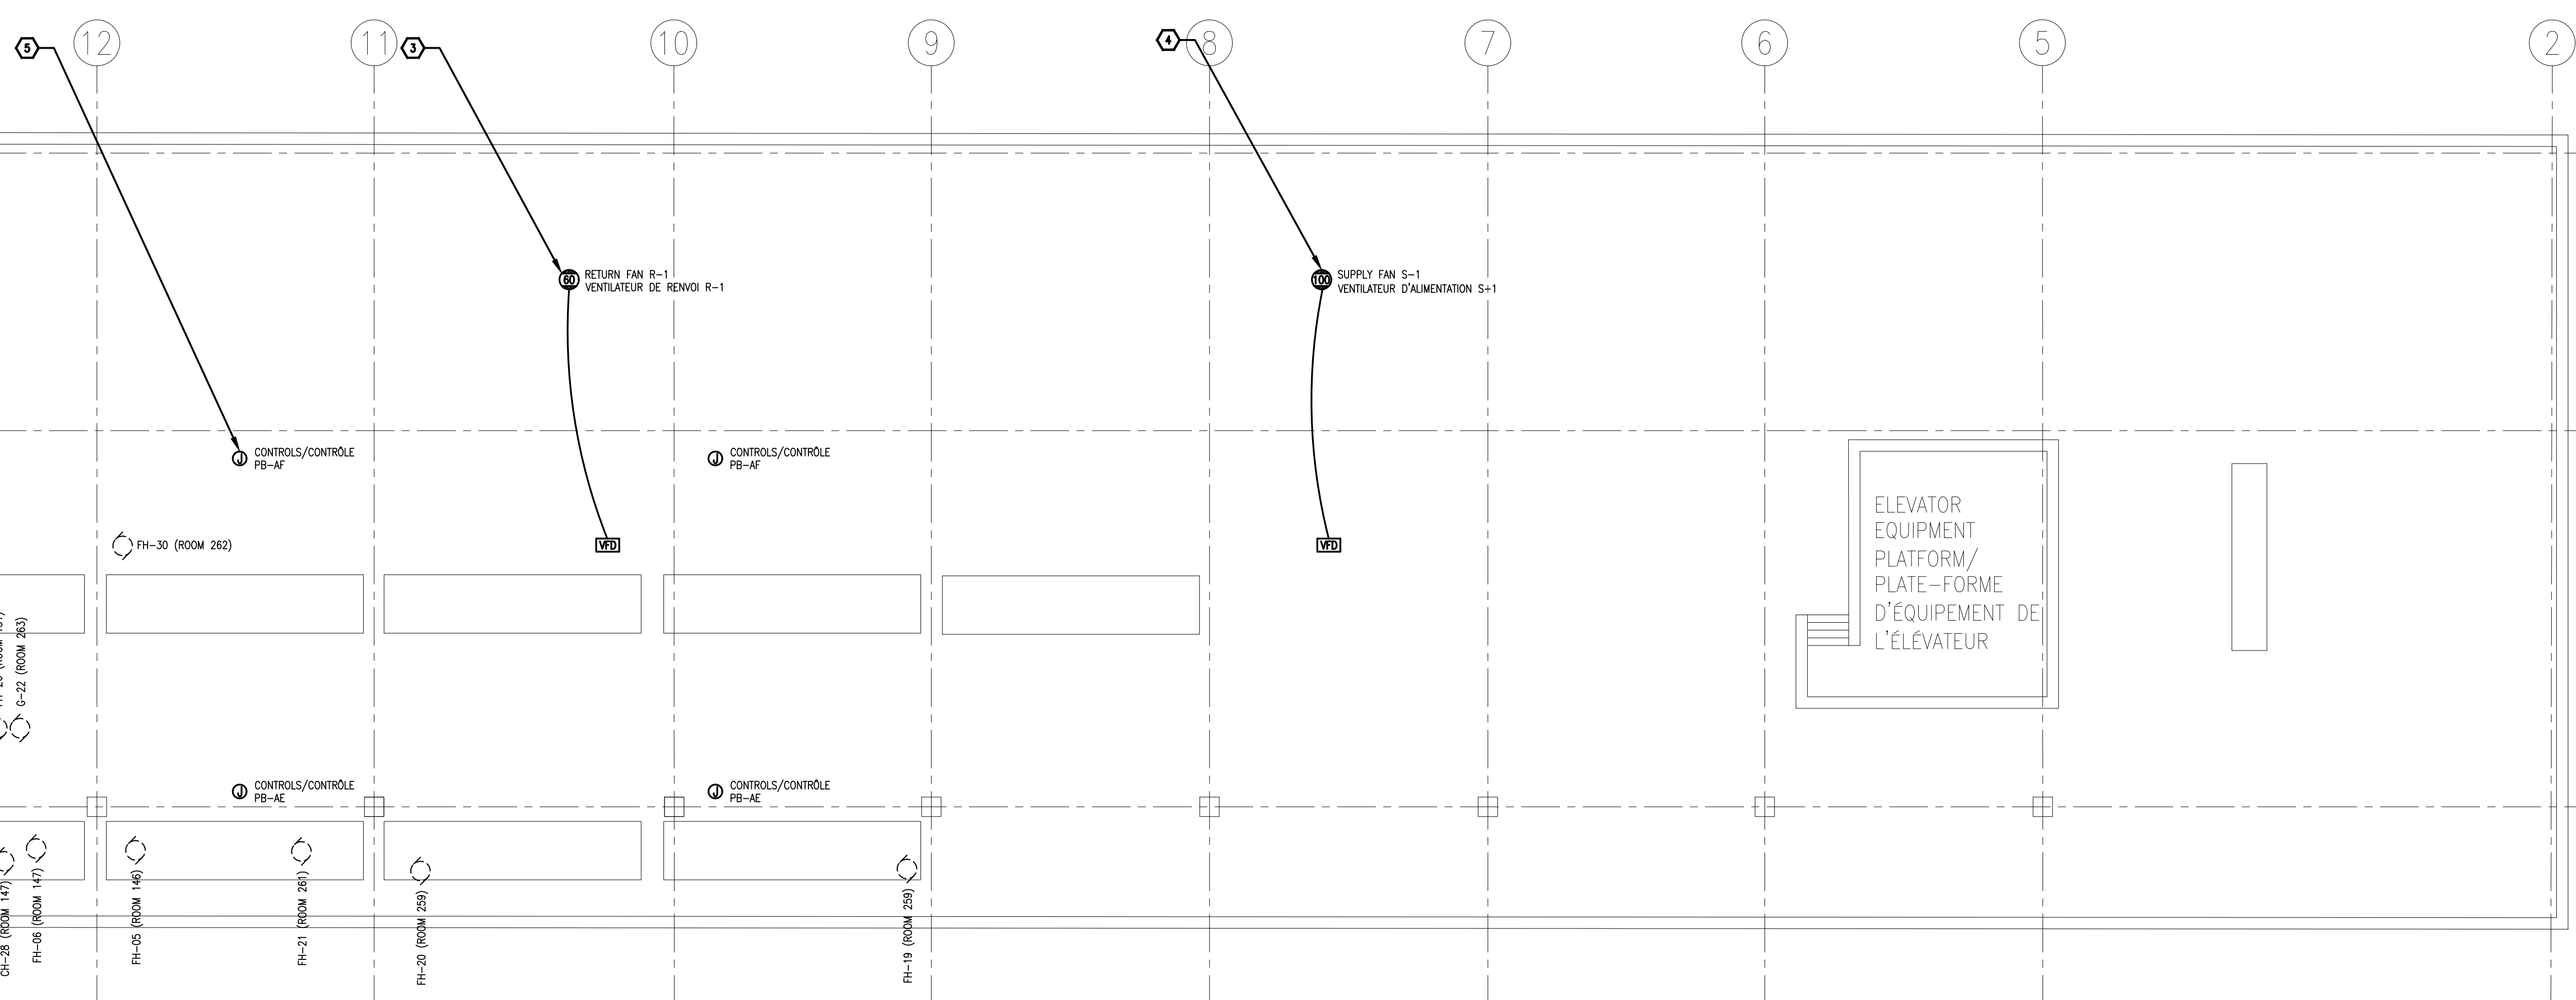 5
12
11
3
10
9
4
8
7
6
5
2
60
RETURN FAN R-1
VENTILATEUR DE RENVOI R-1
100
SUPPLY FAN S-1
VENTILATEUR D'ALIMENTATION S-1
J
CONTROLS/CONTRÔLE
PB-AF
J
CONTROLS/CONTRÔLE
PB-AF
FH-30 (ROOM 262)
VFD
VFD
ELEVATOR
EQUIPMENT
PLATFORM/
PLATE-FORME
D'ÉQUIPEMENT DE
L'ÉLÉVATEUR
G-22 (ROOM 263)
J
CONTROLS/CONTRÔLE
PB-AE
J
CONTROLS/CONTRÔLE
PB-AE
CH-28 (ROOM 147)
FH-06 (ROOM 147)
FH-05 (ROOM 146)
FH-21 (ROOM 261)
FH-20 (ROOM 259)
FH-19 (ROOM 259)